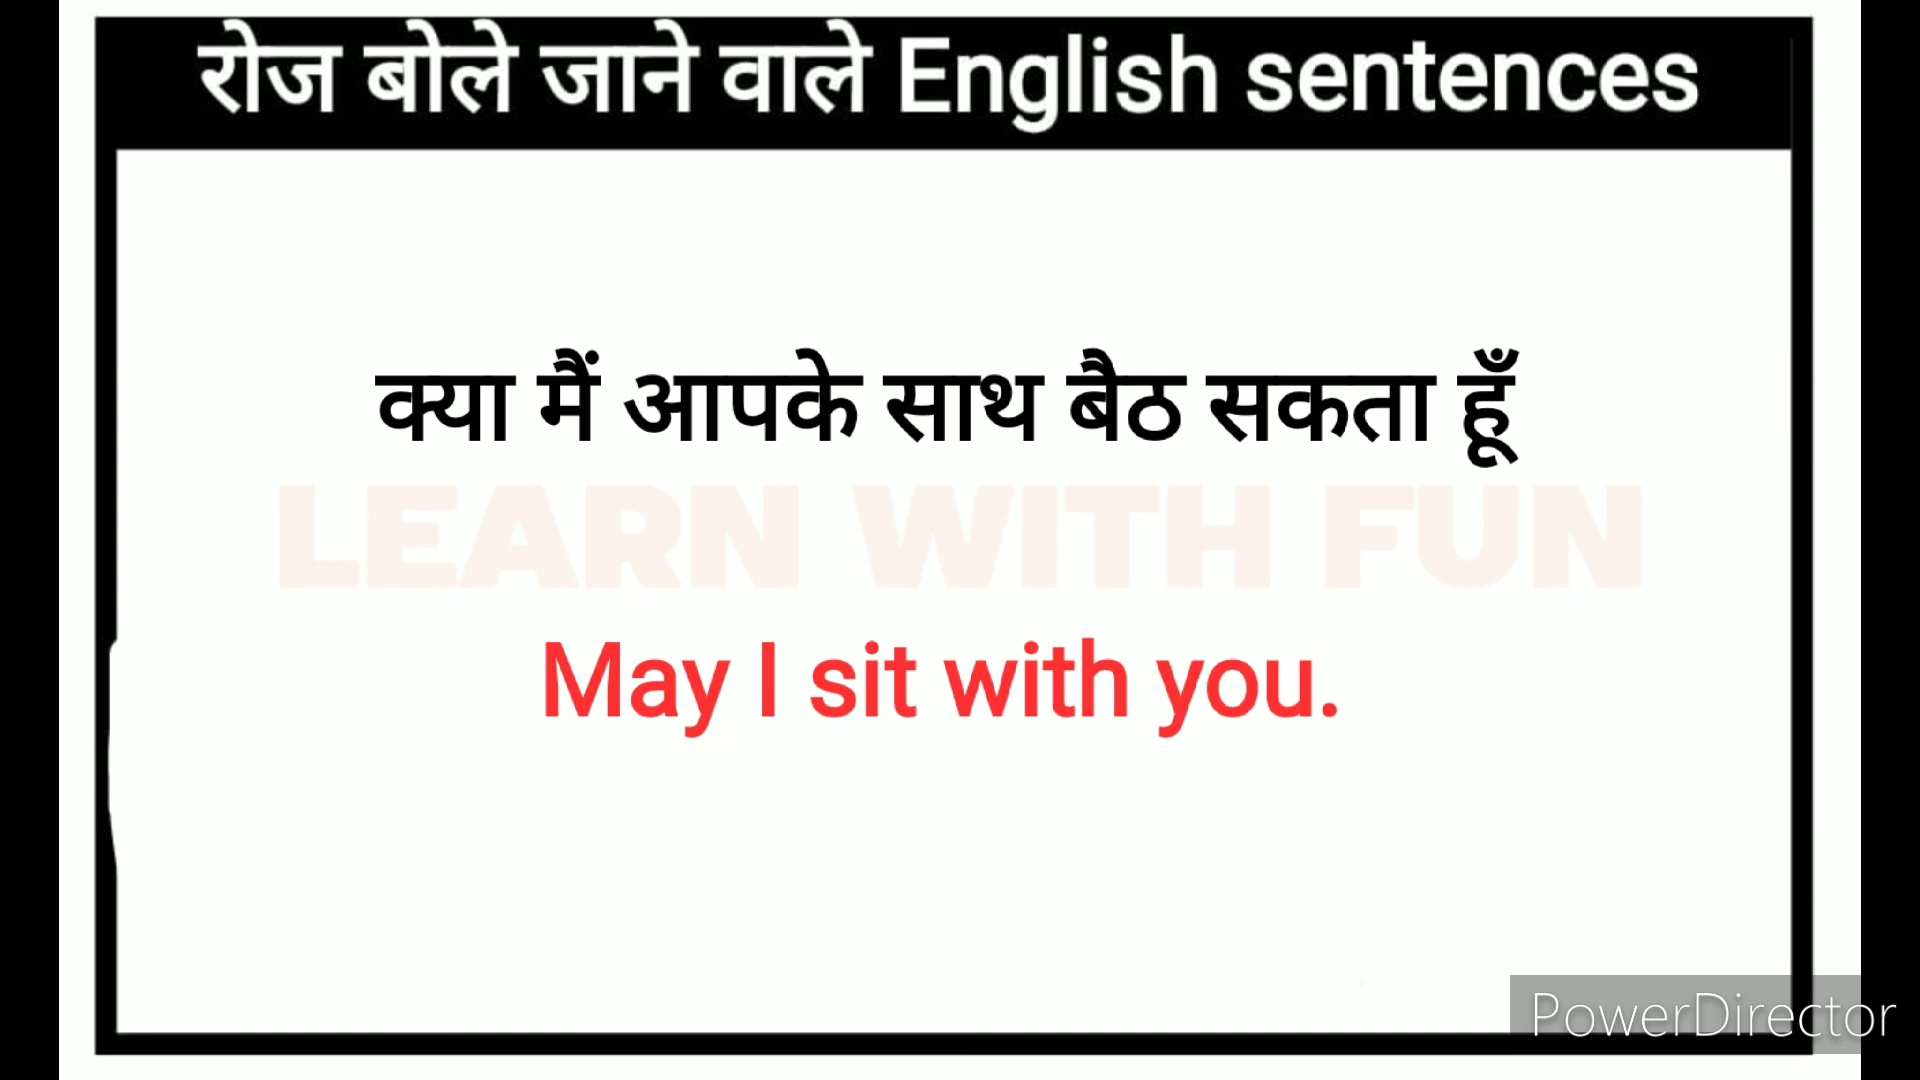 रोज बोले जाने वाले English sentences
क्या मैं आपके साथ बैठ सकता हूँ
LEARN WITH FUN
May I sit with you.
PowerDirector